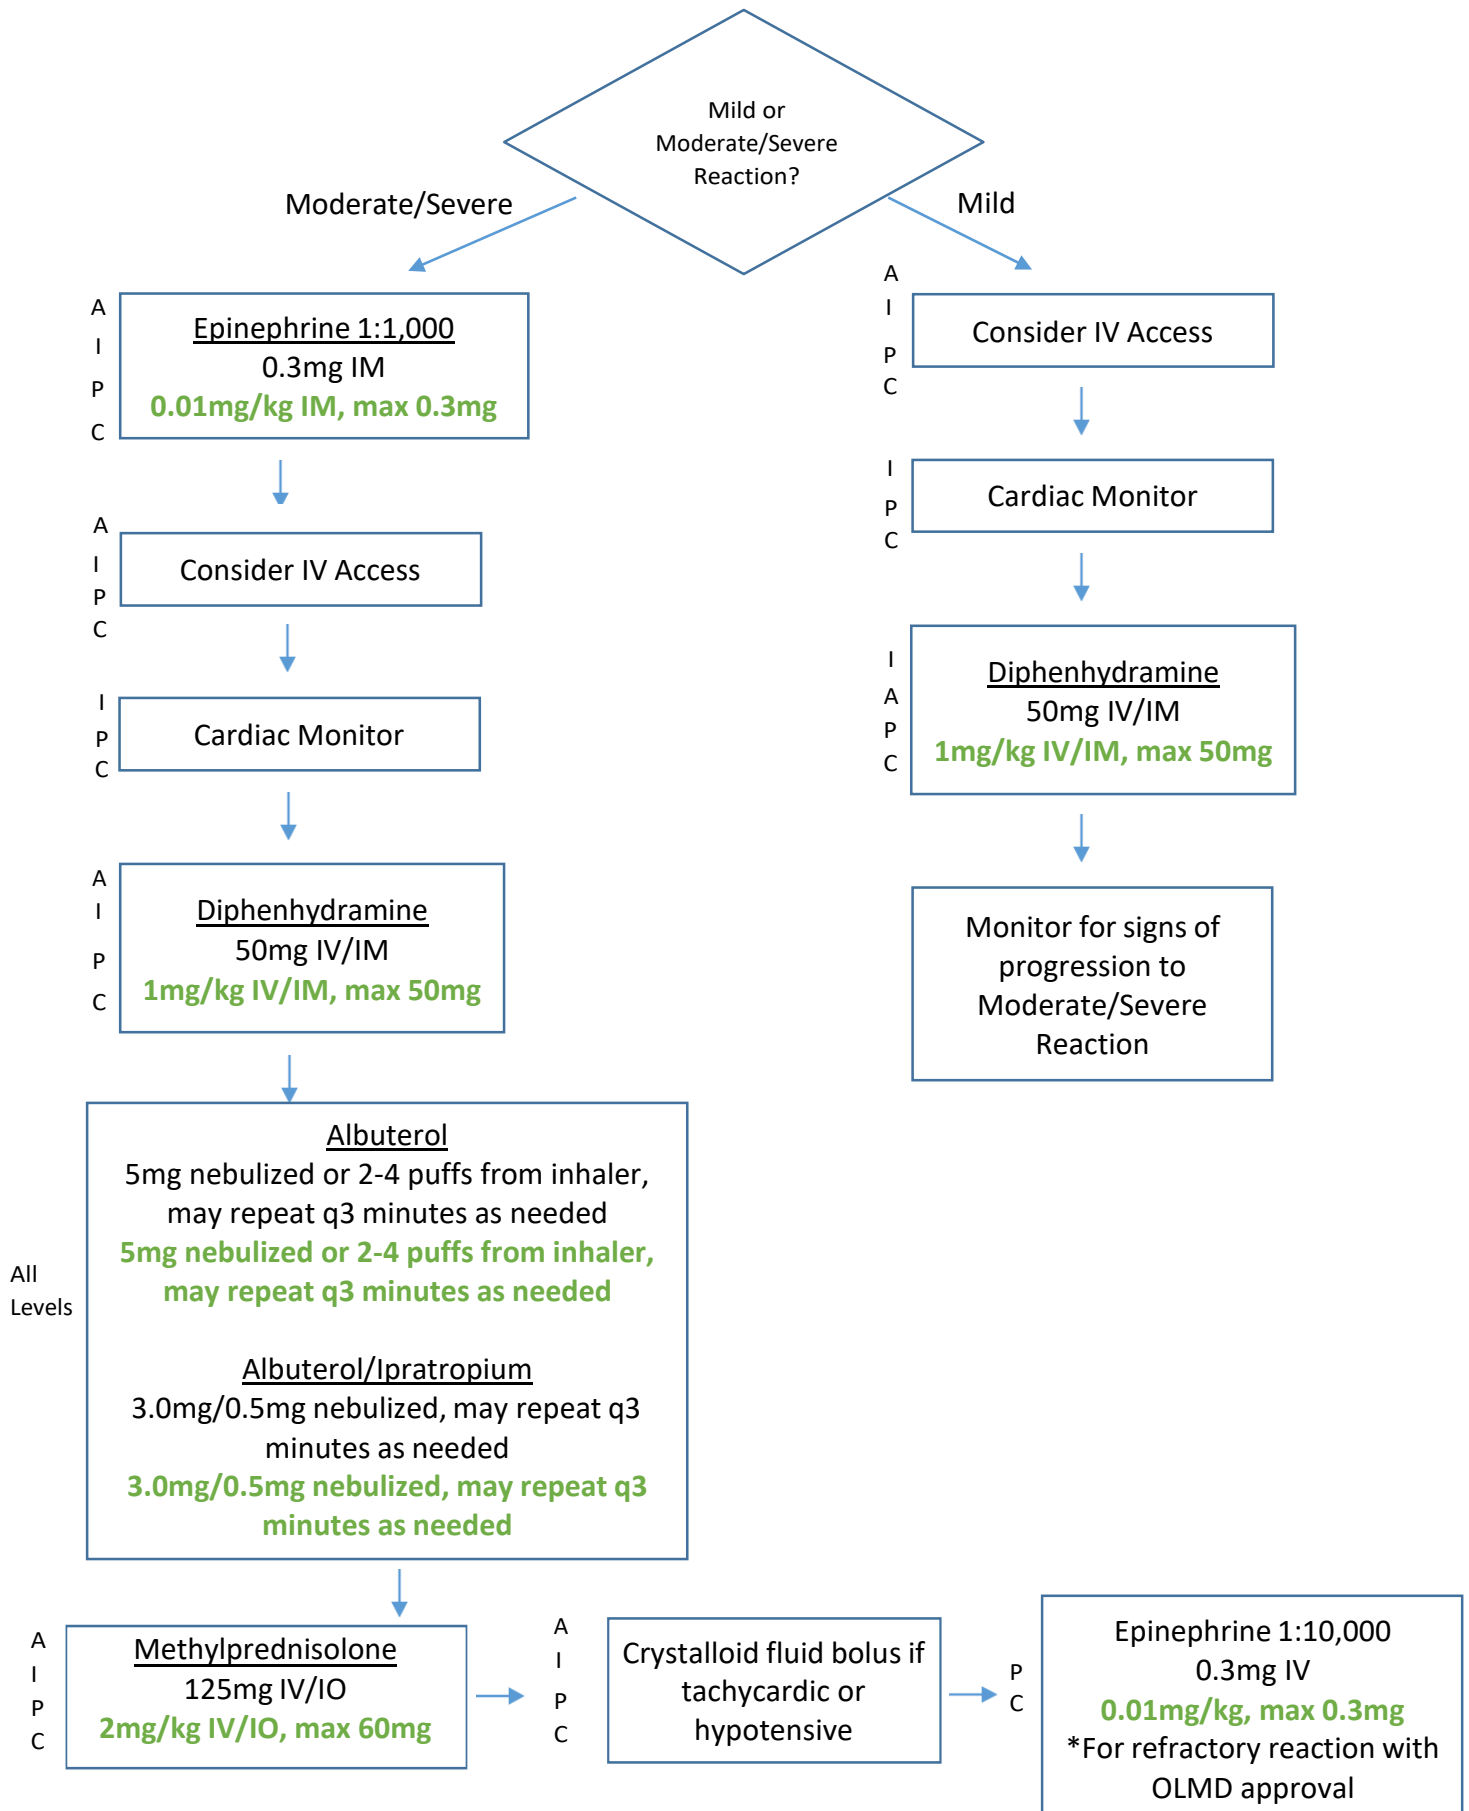 Mild or
Moderate/Severe
Reaction?
Moderate/Severe
Mild
A
I
P
C
Epinephrine 1:1,000
0.3mg IM
0.01mg/kg IM, max 0.3mg
A
I
P
C
Consider IV Access
I
P
C
Cardiac Monitor
A
I
P
C
Diphenhydramine
50mg IV/IM
1mg/kg IV/IM, max 50mg
All
Levels
Albuterol
5mg nebulized or 2-4 puffs from inhaler,
may repeat q3 minutes as needed
5mg nebulized or 2-4 puffs from inhaler,
may repeat q3 minutes as needed
Albuterol/Ipratropium
3.0mg/0.5mg nebulized, may repeat q3
minutes as needed
3.0mg/0.5mg nebulized, may repeat q3
minutes as needed
A
I
P
C
Methylprednisolone
125mg IV/IO
2mg/kg IV/IO, max 60mg
A
I
P
C
Crystalloid fluid bolus if
tachycardic or
hypotensive
P
C
Epinephrine 1:10,000
0.3mg IV
0.01mg/kg, max 0.3mg
*For refractory reaction with
OLMD approval
A
I
P
C
Consider IV Access
I
P
C
Cardiac Monitor
I
A
P
C
Diphenhydramine
50mg IV/IM
1mg/kg IV/IM, max 50mg
Monitor for signs of
progression to
Moderate/Severe
Reaction